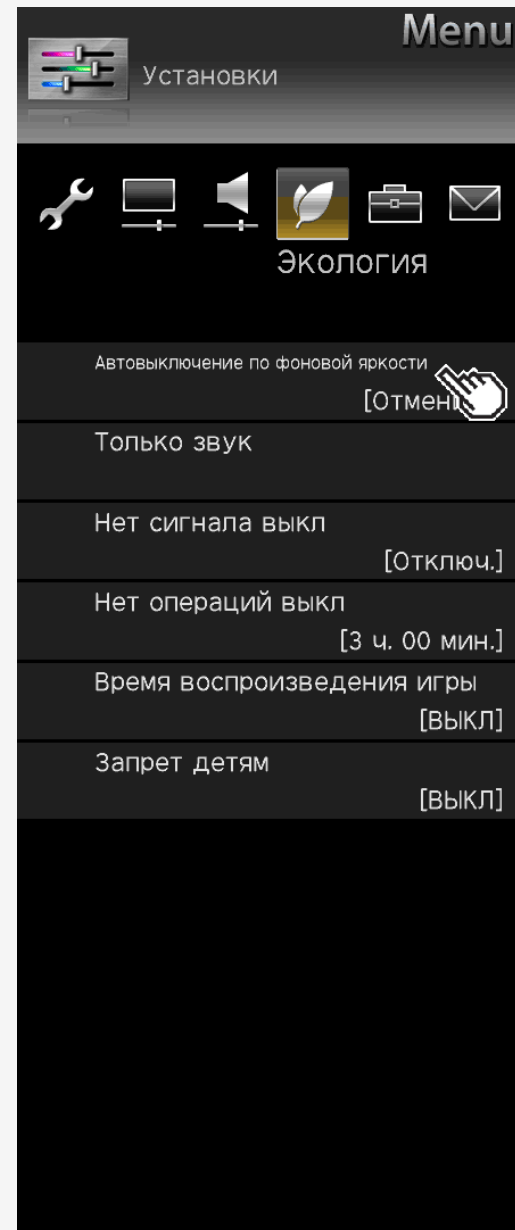 Menu
Установки
Экология
Автовыключение по фоновой яркости
Только звук
Нет сигнала выкл
[Отключ.]
Нет операций выкл
[3 ч. 00 мин.]
Время воспроизведения игры
[ВЫКЛ]
Запрет детям
[ВЫКЛ]